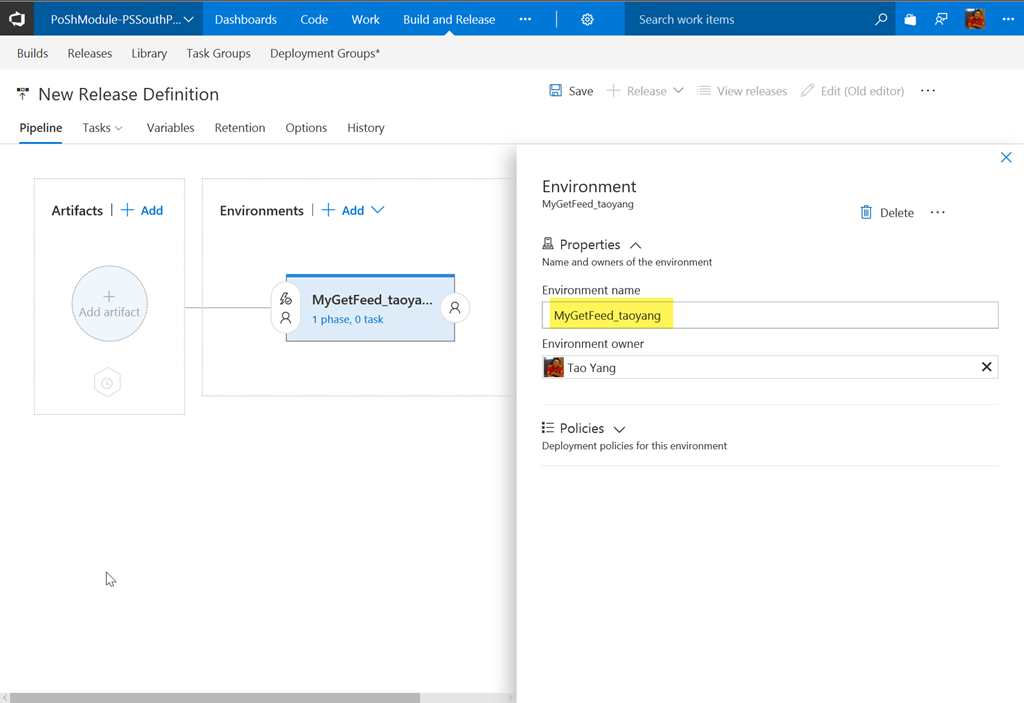 PoShModule-PSSouthP... Dashboards Code Work Build and Release ... Search work items ...
Builds Releases Library Task Groups Deployment Groups*
New Release Definition Save Release View releases Edit (Old editor) ...
Pipeline Tasks Variables Retention Options History
Artifacts | + Add
Environments | + Add
Add artifact
MyGetFeed_taoya...
1 phase, 0 task
Environment
MyGetFeed_taoyang
Delete ...
Properties
Name and owners of the environment
Environment name
MyGetFeed_taoyang
Environment owner
Tao Yang
Policies
Deployment policies for this environment